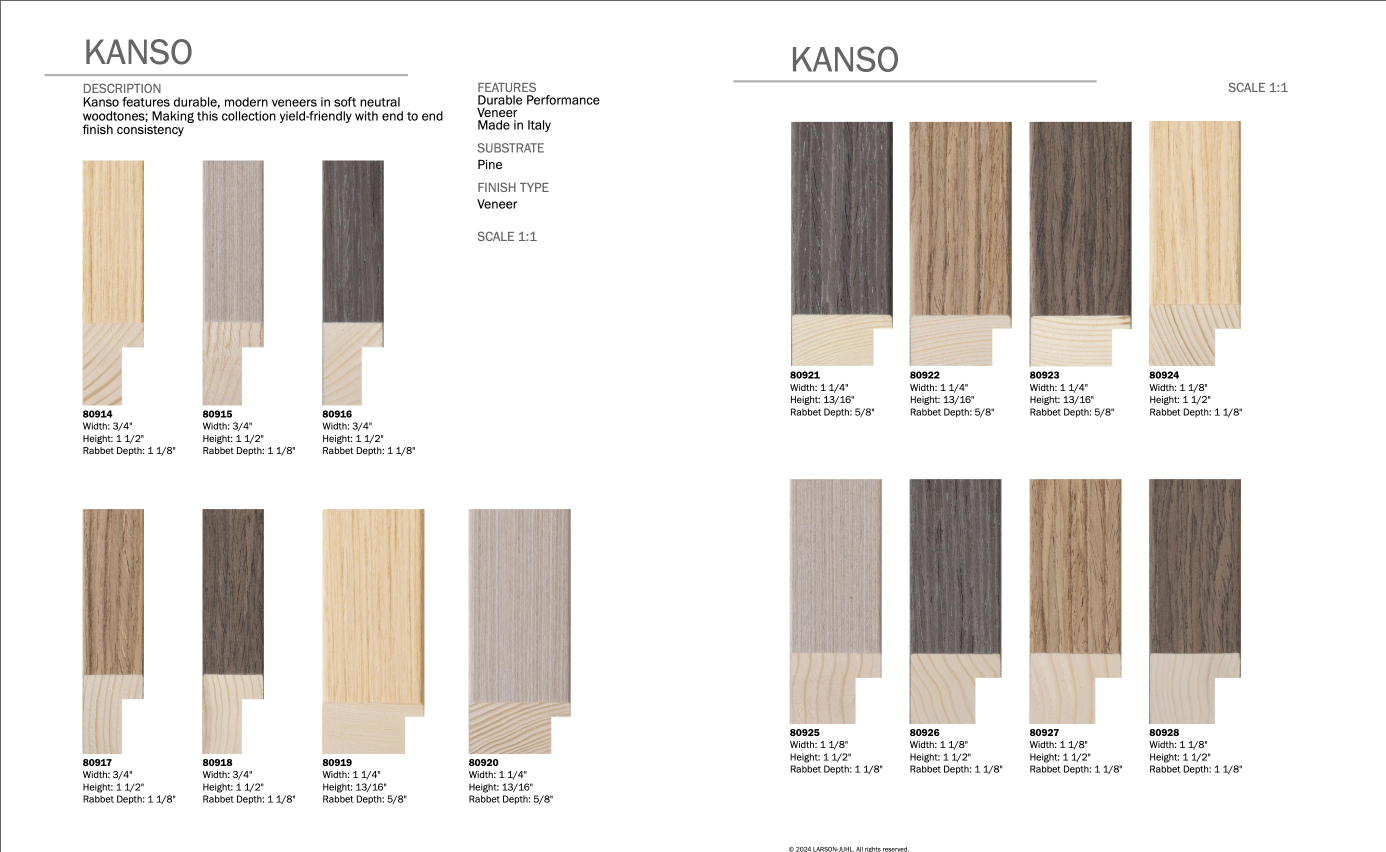 KANSO
DESCRIPTION
Kanso features durable, modern veneers in soft neutral
woodtones; Making this collection yield-friendly with end to end
finish consistency
FEATURES
Durable Performance
Veneer
Made in Italy
SUBSTRATE
Pine
FINISH TYPE
Veneer
SCALE 1:1
80914
Width: 3/4"
Height: 1 1/2"
Rabbet Depth: 1 1/8"
80915
Width: 3/4"
Height: 1 1/2"
Rabbet Depth: 1 1/8"
80916
Width: 3/4"
Height: 1 1/2"
Rabbet Depth: 1 1/8"
80917
Width: 3/4"
Height: 1 1/2"
Rabbet Depth: 1 1/8"
80918
Width: 3/4"
Height: 1 1/2"
Rabbet Depth: 1 1/8"
80919
Width: 1 1/4"
Height: 13/16"
Rabbet Depth: 5/8"
80920
Width: 1 1/4"
Height: 13/16"
Rabbet Depth: 5/8"
KANSO
SCALE 1:1
80921
Width: 1 1/4"
Height: 13/16"
Rabbet Depth: 5/8"
80922
Width: 1 1/4"
Height: 13/16"
Rabbet Depth: 5/8"
80923
Width: 1 1/4"
Height: 13/16"
Rabbet Depth: 5/8"
80924
Width: 1 1/8"
Height: 1 1/2"
Rabbet Depth: 1 1/8"
80925
Width: 1 1/8"
Height: 1 1/2"
Rabbet Depth: 1 1/8"
80926
Width: 1 1/8"
Height: 1 1/2"
Rabbet Depth: 1 1/8"
80927
Width: 1 1/8"
Height: 1 1/2"
Rabbet Depth: 1 1/8"
80928
Width: 1 1/8"
Height: 1 1/2"
Rabbet Depth: 1 1/8"
© 2024 LARSON-JUHL. All rights reserved.